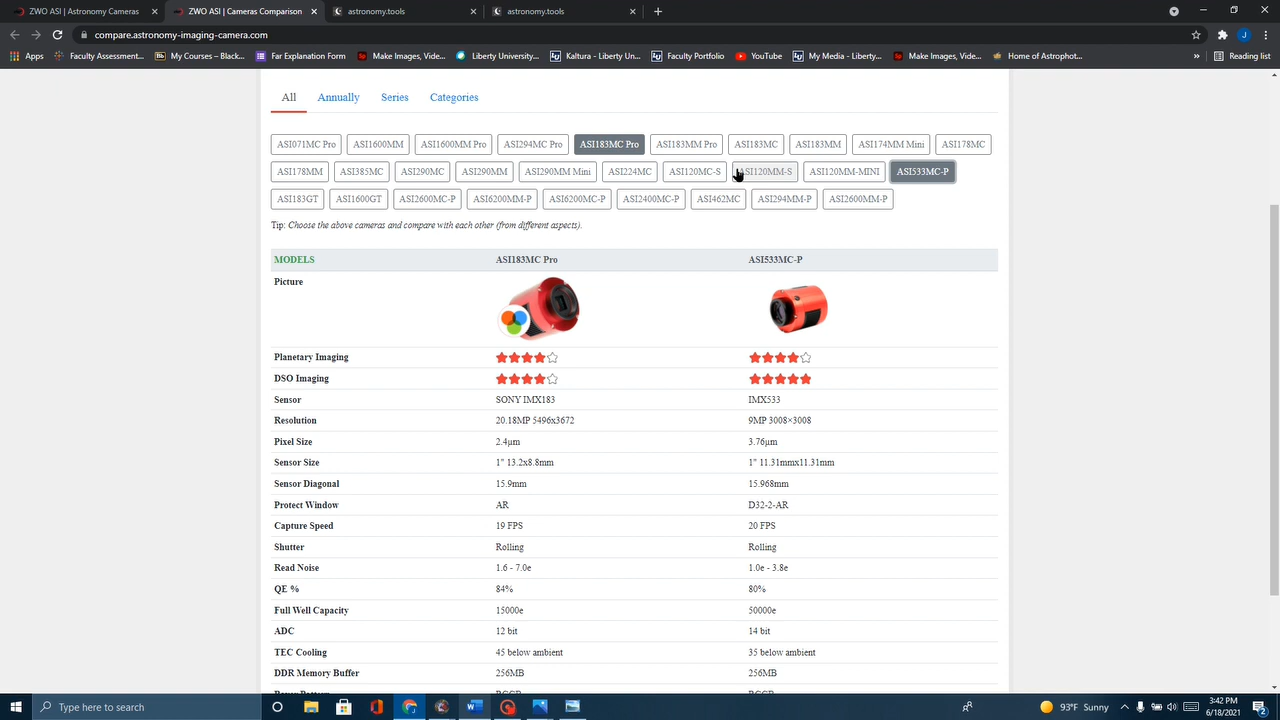 ZWO ASI | Astronomy Cameras ZWO ASI | Cameras Comparison astronomy.tools astronomy.tools
compare.astronomy-imaging-camera.com
Apps Faculty Assessment... My Courses – Black... Far Explanation Form Make Images, Video... Liberty University... Kaltura – Liberty Un... Faculty Portfolio YouTube My Media - Liberty... Make Images, Video... Home of Astrophot... Reading list
All Annually Series Categories
ASI071MC Pro ASI1600MM ASI1600MM Pro ASI294MC Pro ASI183MC Pro ASI183MM Pro ASI183MC ASI183MM ASI174MM Mini ASI178MC
ASI178MM ASI385MC ASI290MC ASI290MM ASI290MM Mini ASI224MC ASI120MC-S ASI120MM-S ASI120MM-MINI ASI533MC-P
ASI183GT ASI1600GT ASI2600MC-P ASI6200MM-P ASI6200MC-P ASI2400MC-P ASI462MC ASI294MM-P ASI2600MM-P
Tip: Choose the above cameras and compare with each other (from different aspects).
MODELS ASI183MC Pro ASI533MC-P
Picture
Planetary Imaging
DSO Imaging
Sensor SONY IMX183 IMX533
Resolution 20.18MP 5496x3672 9MP 3008×3008
Pixel Size 2.4μm 3.76μm
Sensor Size 1" 13.2x8.8mm 1" 11.31mmx11.31mm
Sensor Diagonal 15.9mm 15.968mm
Protect Window AR D32-2-AR
Capture Speed 19 FPS 20 FPS
Shutter Rolling Rolling
Read Noise 1.6 - 7.0e 1.0e - 3.8e
QE % 84% 80%
Full Well Capacity 15000e 50000e
ADC 12 bit 14 bit
TEC Cooling 45 below ambient 35 below ambient
DDR Memory Buffer 256MB 256MB
Type here to search 93°F Sunny 3:42 PM
6/18/2021